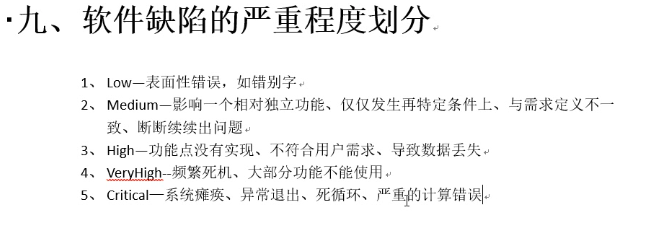 ·九、软件缺陷的严重程度划分
1、 Low—表面性错误，如错别字
2、 Medium—影响一个相对独立功能、仅仅发生再特定条件上、与需求定义不一
致、断断续续出问题
3、 High—功能点没有实现、不符合用户需求、导致数据丢失
4、 VeryHigh--频繁死机、大部分功能不能使用
5、 Critical—系统瘫痪、异常退出、死循环、严重的计算错误